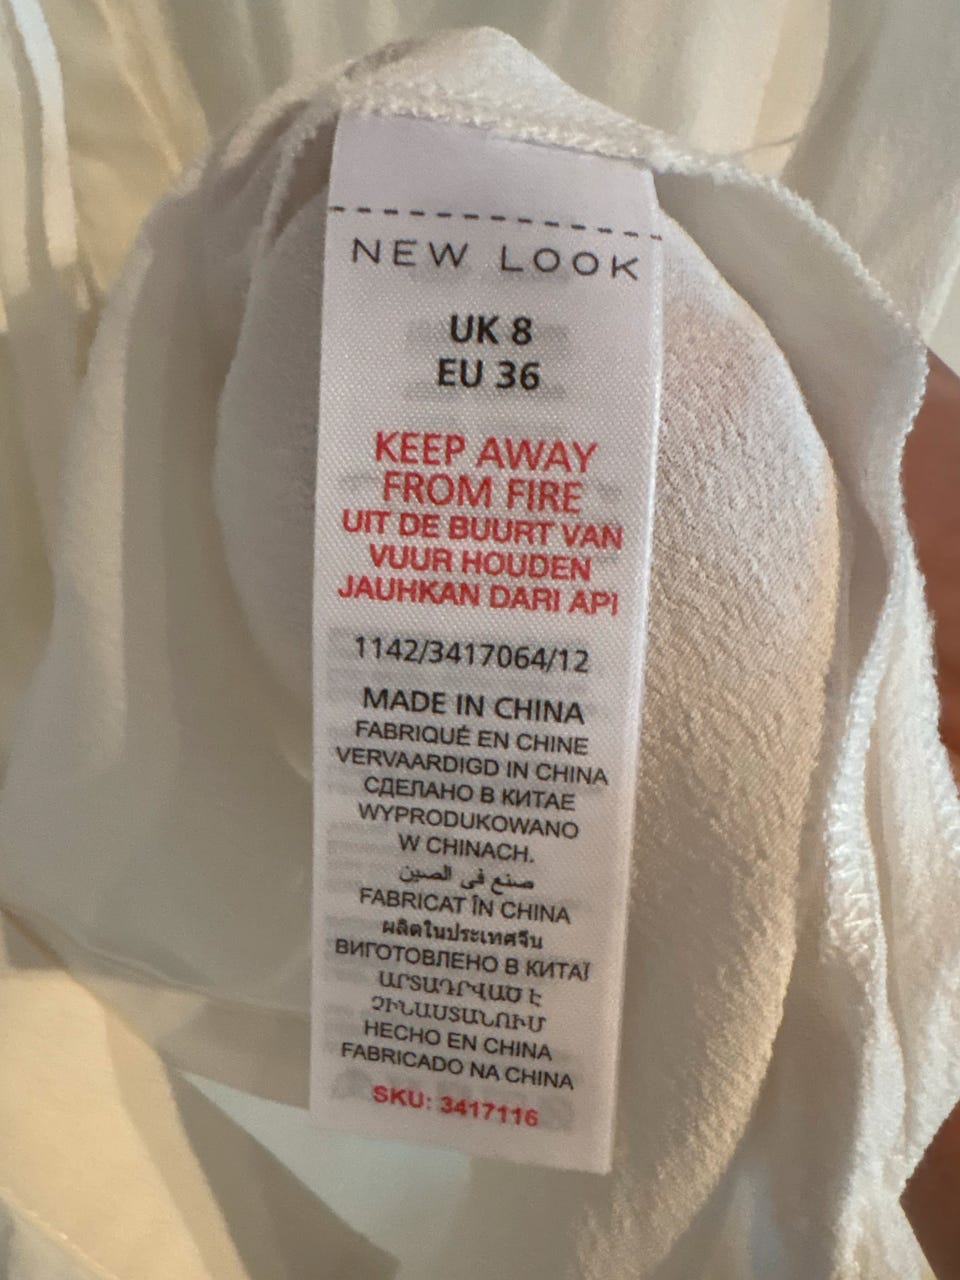 NEW LOOK
UK 8
EU 36
KEEP AWAY
FROM FIRE
UIT DE BUURT VAN
VUUR HOUDEN
JAUHKAN DARI API
1142/3417064/12
MADE IN CHINA
FABRIQUÉ EN CHINE
VERVAARDIGD IN CHINA
СДЕЛАНО В КИТАЕ
WYPRODUKOWANO
W CHINACH.
صنع في الصين
FABRICAT ÎN CHINA
ผลิตในประเทศจีน
ВИГОТОВЛЕНО В КИТАЇ
ԱՐՏԱԴՐՎԱԾ Է
ՉԻՆԱՍՏԱՆՈՒՄ
HECHO EN CHINA
FABRICADO NA CHINA
SKU: 3417116